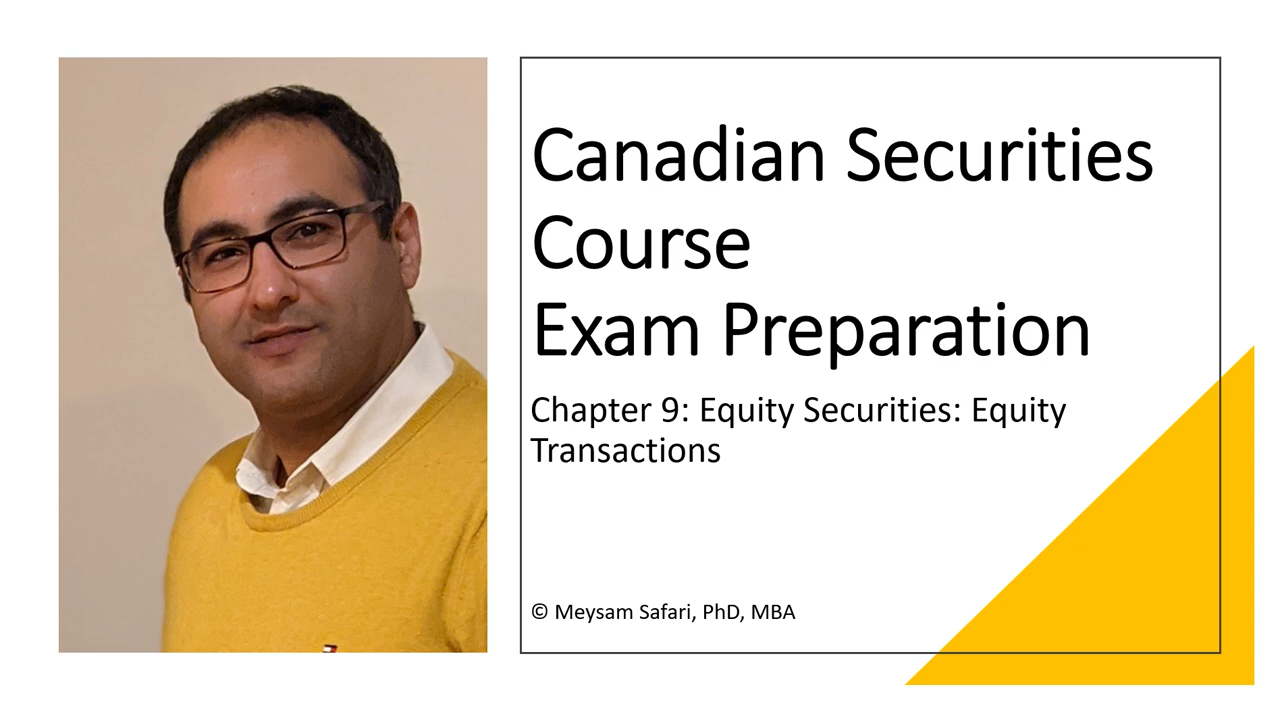 Canadian Securities
Course
Exam Preparation
Chapter 9: Equity Securities: Equity
Transactions
© Meysam Safari, PhD, MBA